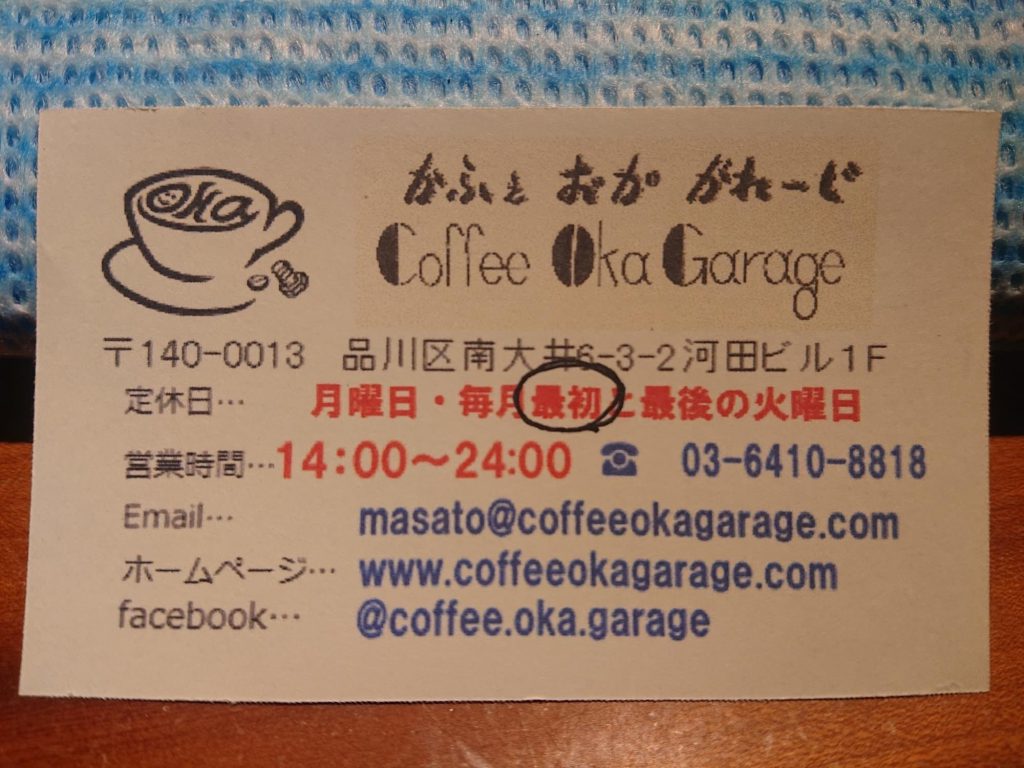 Oka
かふぇ おか がれーじ
Coffee Oka Garage
〒140-0013 品川区南大井6-3-2河田ビル1F
定休日… 月曜日・毎月最初と最後の火曜日
営業時間…14:00~24:00 ☎ 03-6410-8818
Email… masato@coffeeokagarage.com
ホームページ… www.coffeeokagarage.com
facebook… @coffee.oka.garage